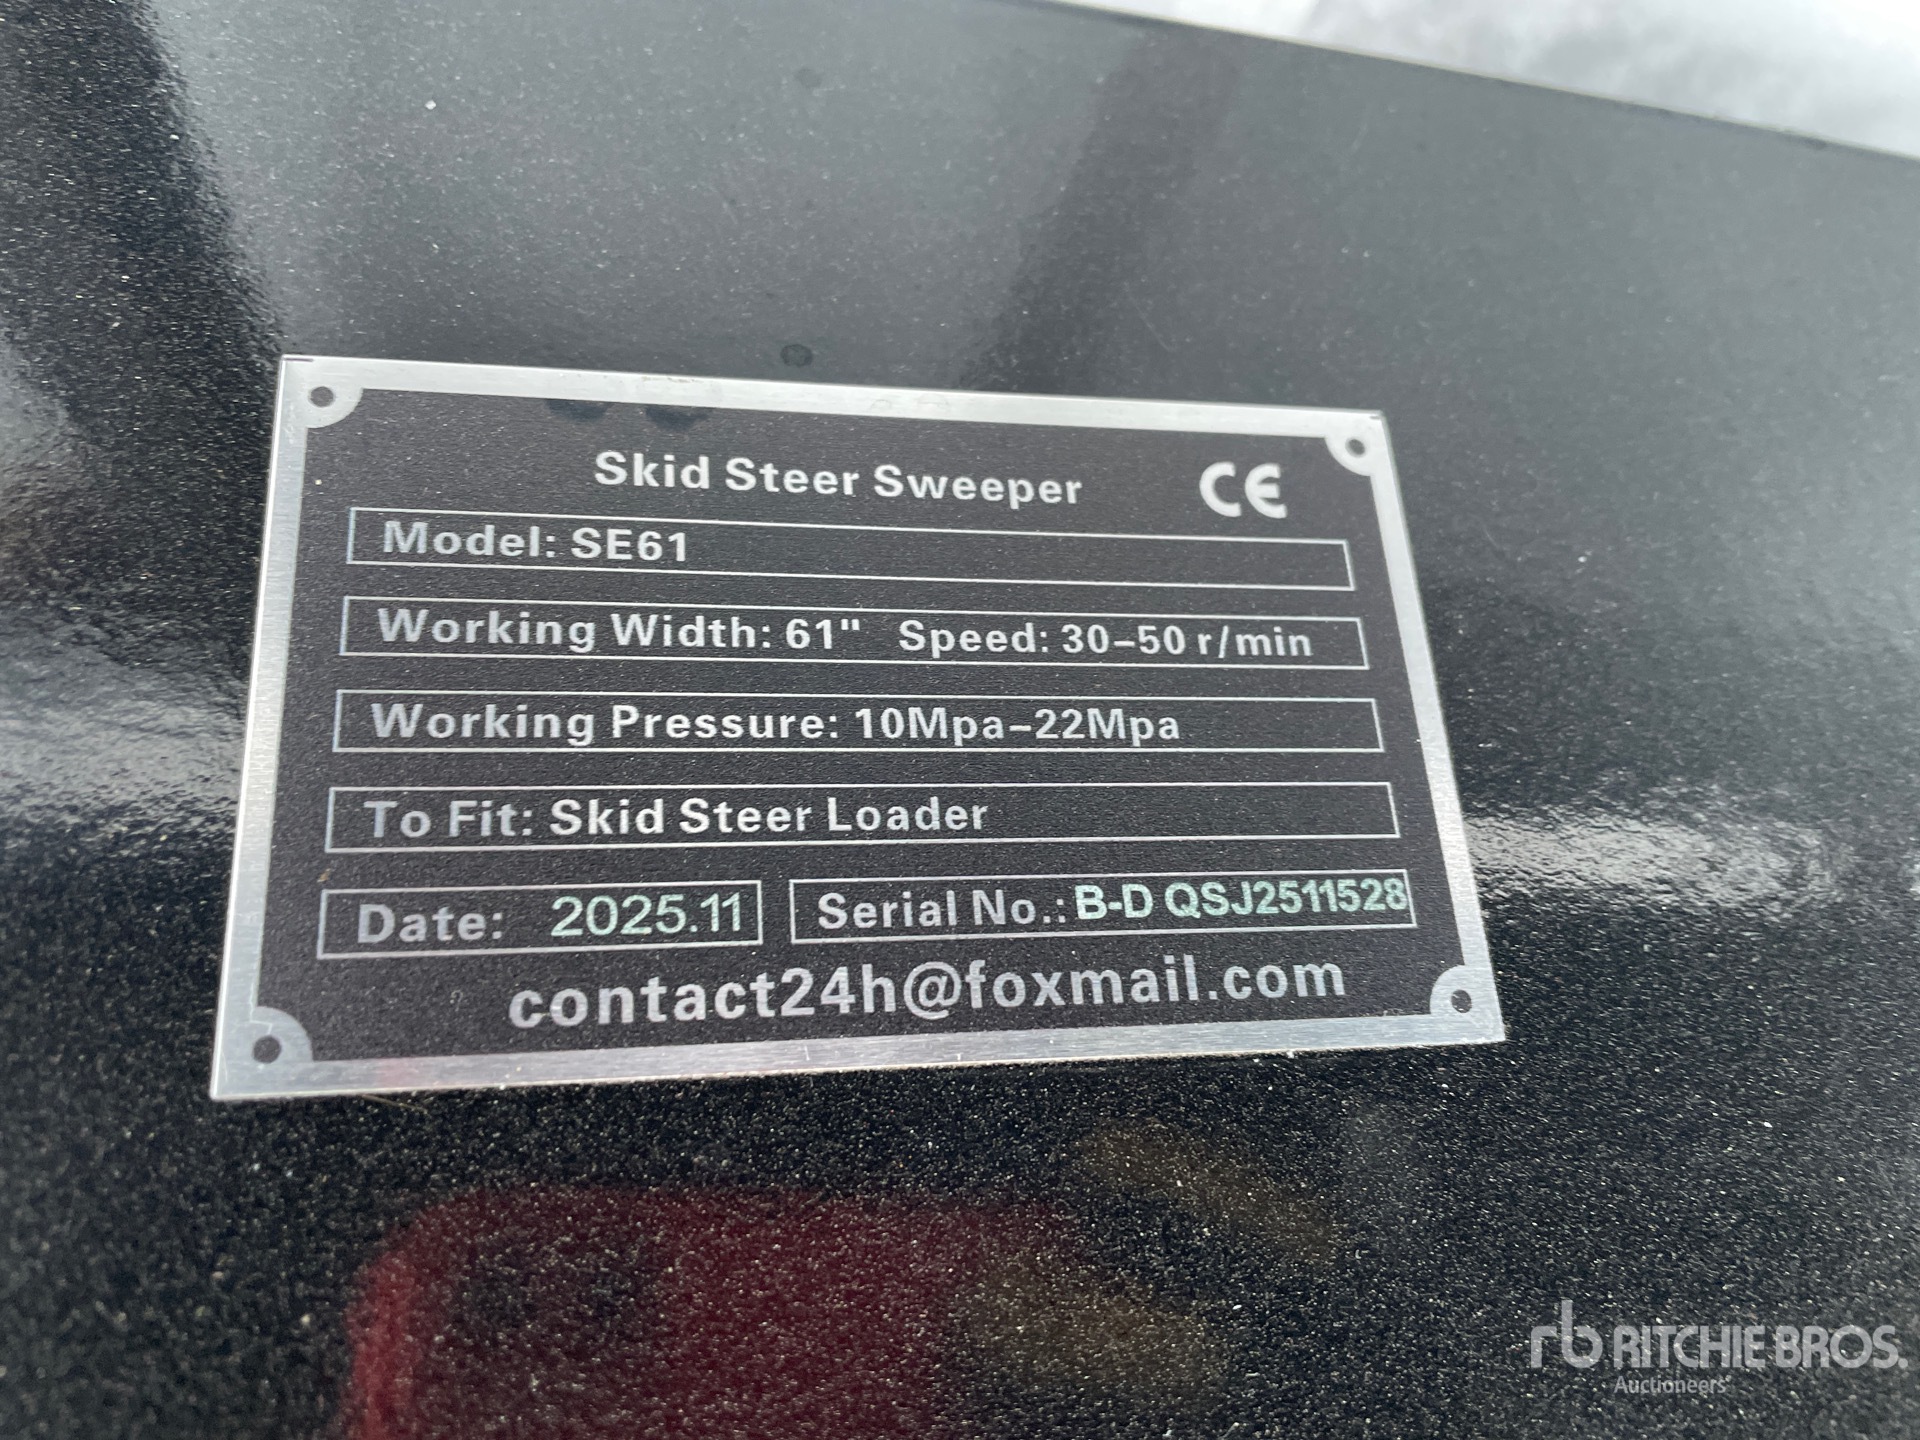 Skid Steer Sweeper CE
Model: SE61
Working Width: 61" Speed: 30-50 r/min
Working Pressure: 10Mpa-22Mpa
To Fit: Skid Steer Loader
Date: 2025.11 Serial No.: B-D QSJ2511528
contact24h@foxmail.com
rb RITCHIE BROS.
Auctioneers